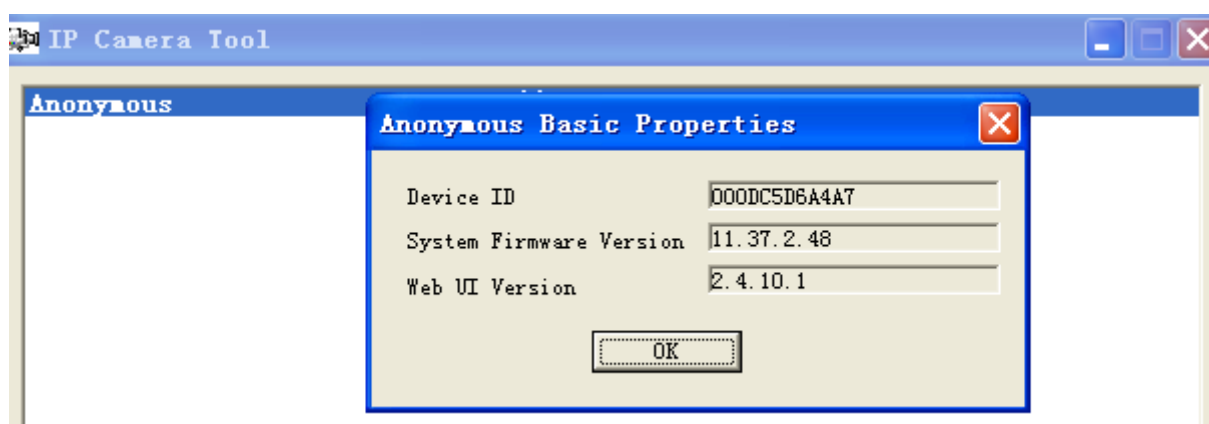 IP Camera Tool
Anonymous
Anonymous Basic Properties
Device ID 000DC5D6A4A7
System Firmware Version 11.37.2.48
Web UI Version 2.4.10.1
OK